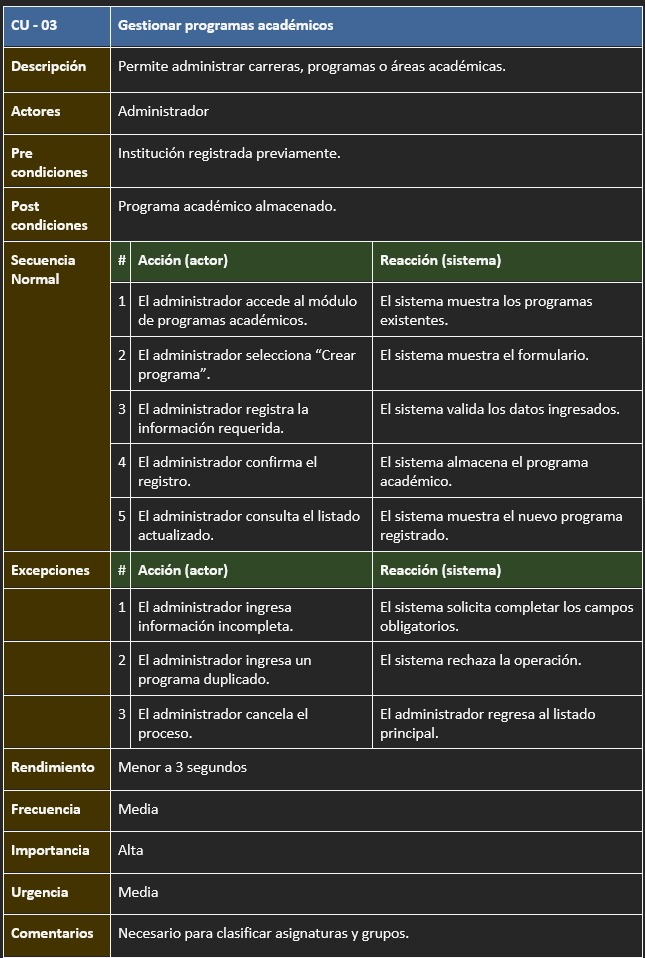 CU - 03 Gestionar programas académicos
Descripción Permite administrar carreras, programas o áreas académicas.
Actores Administrador
Pre
condiciones
Institución registrada previamente.
Post
condiciones
Programa académico almacenado.
Secuencia
Normal
# Acción (actor) Reacción (sistema)
1 El administrador accede al módulo
de programas académicos.
El sistema muestra los programas
existentes.
2 El administrador selecciona “Crear
programa”.
El sistema muestra el formulario.
3 El administrador registra la
información requerida.
El sistema valida los datos ingresados.
4 El administrador confirma el
registro.
El sistema almacena el programa
académico.
5 El administrador consulta el listado
actualizado.
El sistema muestra el nuevo programa
registrado.
Excepciones # Acción (actor) Reacción (sistema)
1 El administrador ingresa
información incompleta.
El sistema solicita completar los campos
obligatorios.
2 El administrador ingresa un
programa duplicado.
El sistema rechaza la operación.
3 El administrador cancela el
proceso.
El administrador regresa al listado
principal.
Rendimiento Menor a 3 segundos
Frecuencia Media
Importancia Alta
Urgencia Media
Comentarios Necesario para clasificar asignaturas y grupos.